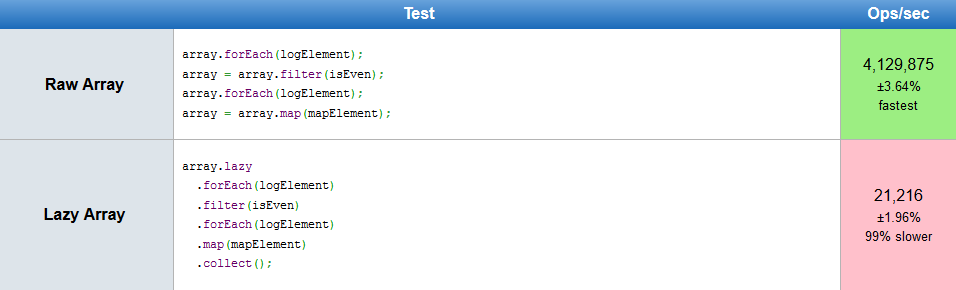 Test Ops/sec
Raw Array
array.forEach(logElement);
array = array.filter(isEven);
array.forEach(logElement);
array = array.map(mapElement);
4,129,875
±3.64%
fastest
Lazy Array
array.lazy
.forEach(logElement)
.filter(isEven)
.forEach(logElement)
.map(mapElement)
.collect();
21,216
±1.96%
99% slower